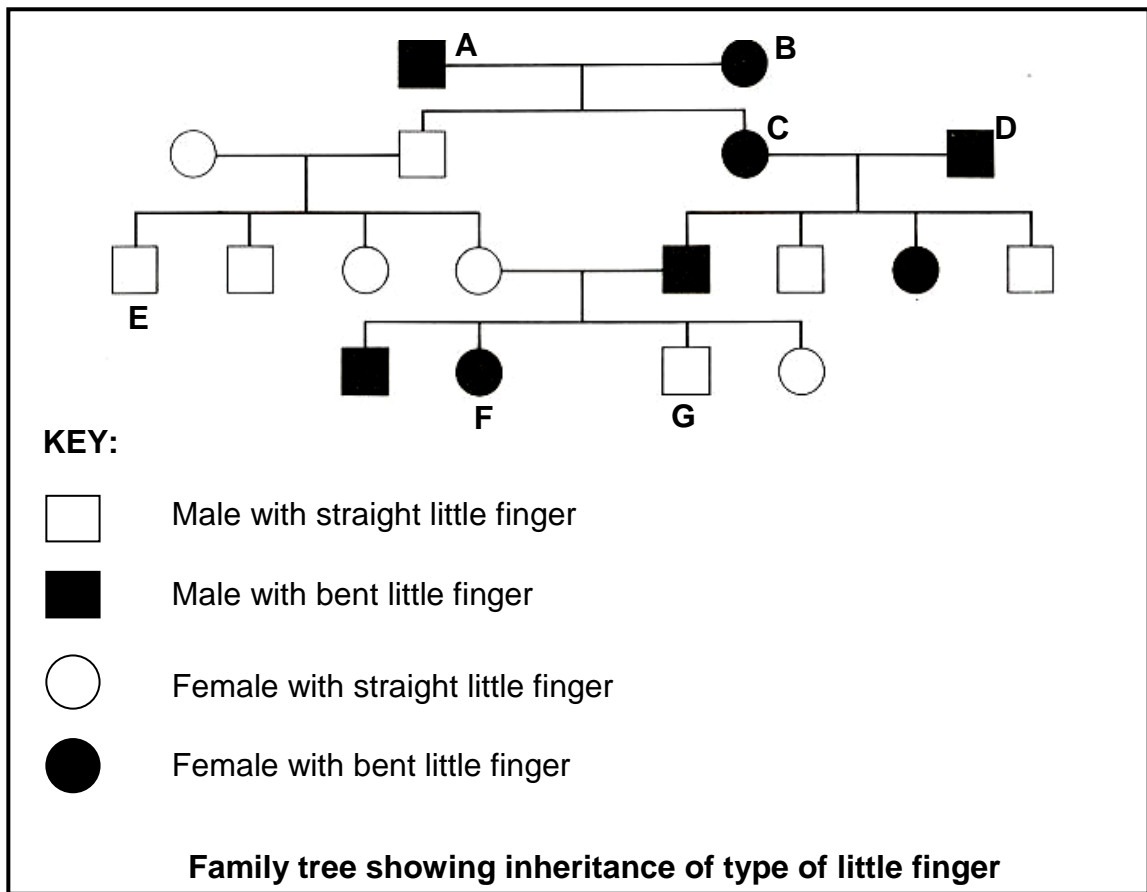 A B
C D
E
F G
KEY:
Male with straight little finger
Male with bent little finger
Female with straight little finger
Female with bent little finger
Family tree showing inheritance of type of little finger